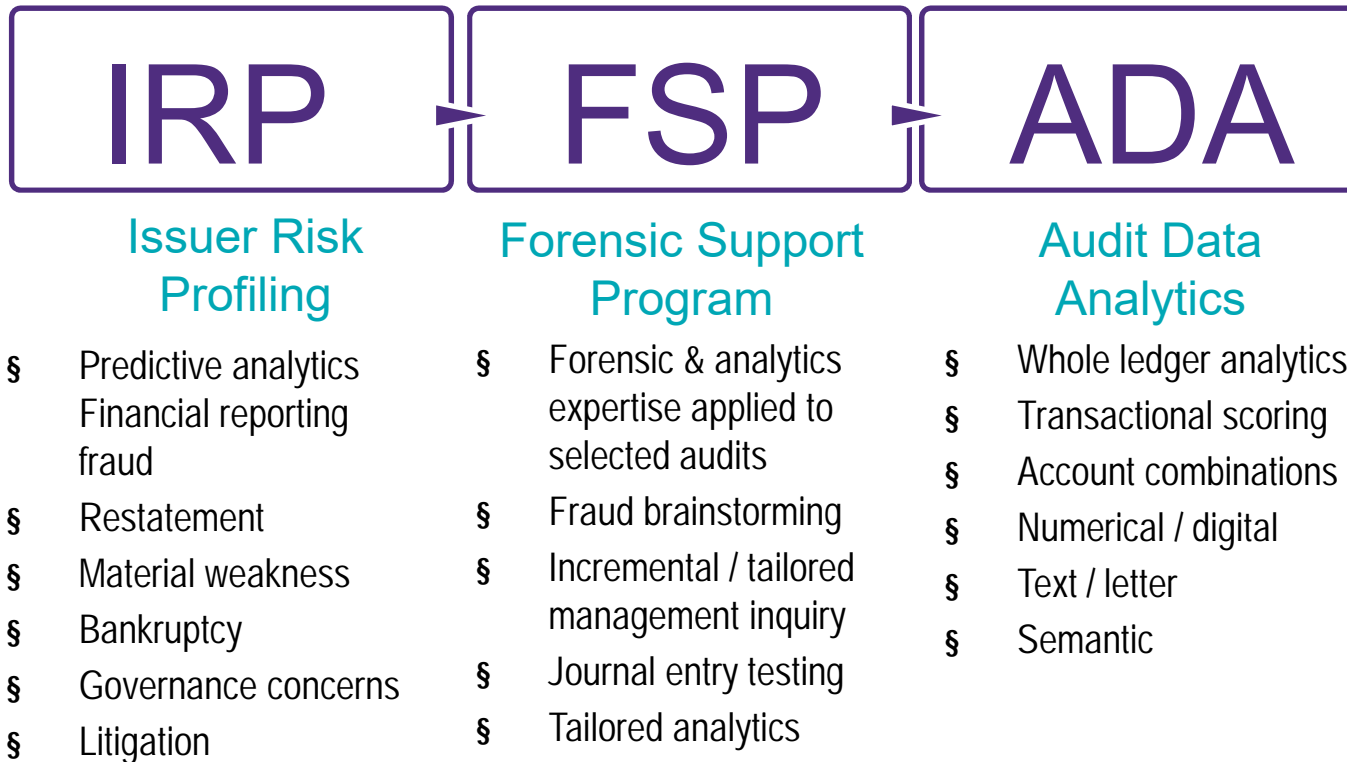 IRP
FSP
ADA
Issuer Risk
Profiling
§ Predictive analytics
Financial reporting
fraud
§ Restatement
§ Material weakness
§ Bankruptcy
§ Governance concerns
§ Litigation
Forensic Support
Program
§ Forensic & analytics
expertise applied to
selected audits
§ Fraud brainstorming
§ Incremental / tailored
management inquiry
§ Journal entry testing
§ Tailored analytics
Audit Data
Analytics
§ Whole ledger analytics
§ Transactional scoring
§ Account combinations
§ Numerical / digital
§ Text / letter
§ Semantic